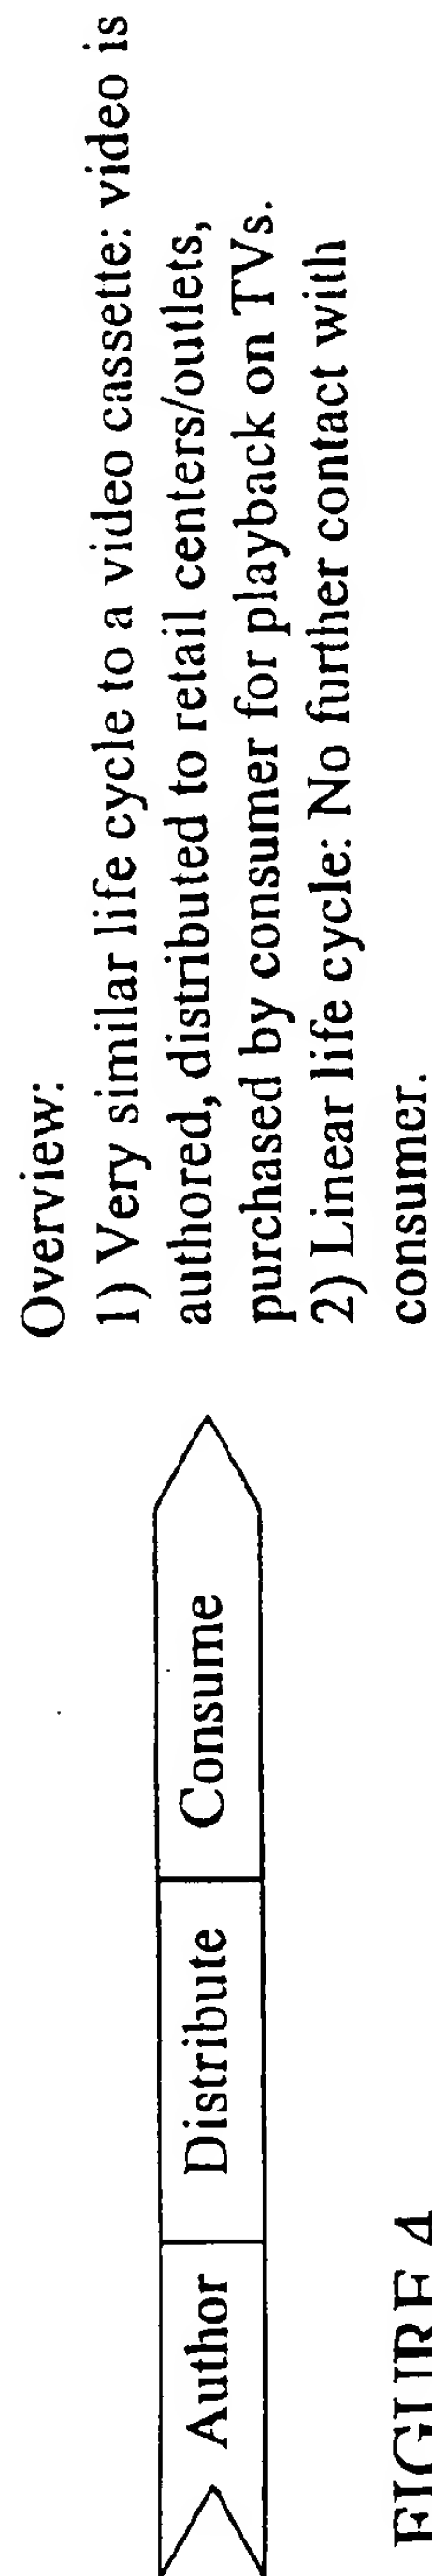 Overview:
1) Very similar life cycle to a video cassette: video is
authored, distributed to retail centers/outlets,
purchased by consumer for playback on TVs.
2) Linear life cycle: No further contact with
consumer.
Author Distribute Consume
FIGURE 4